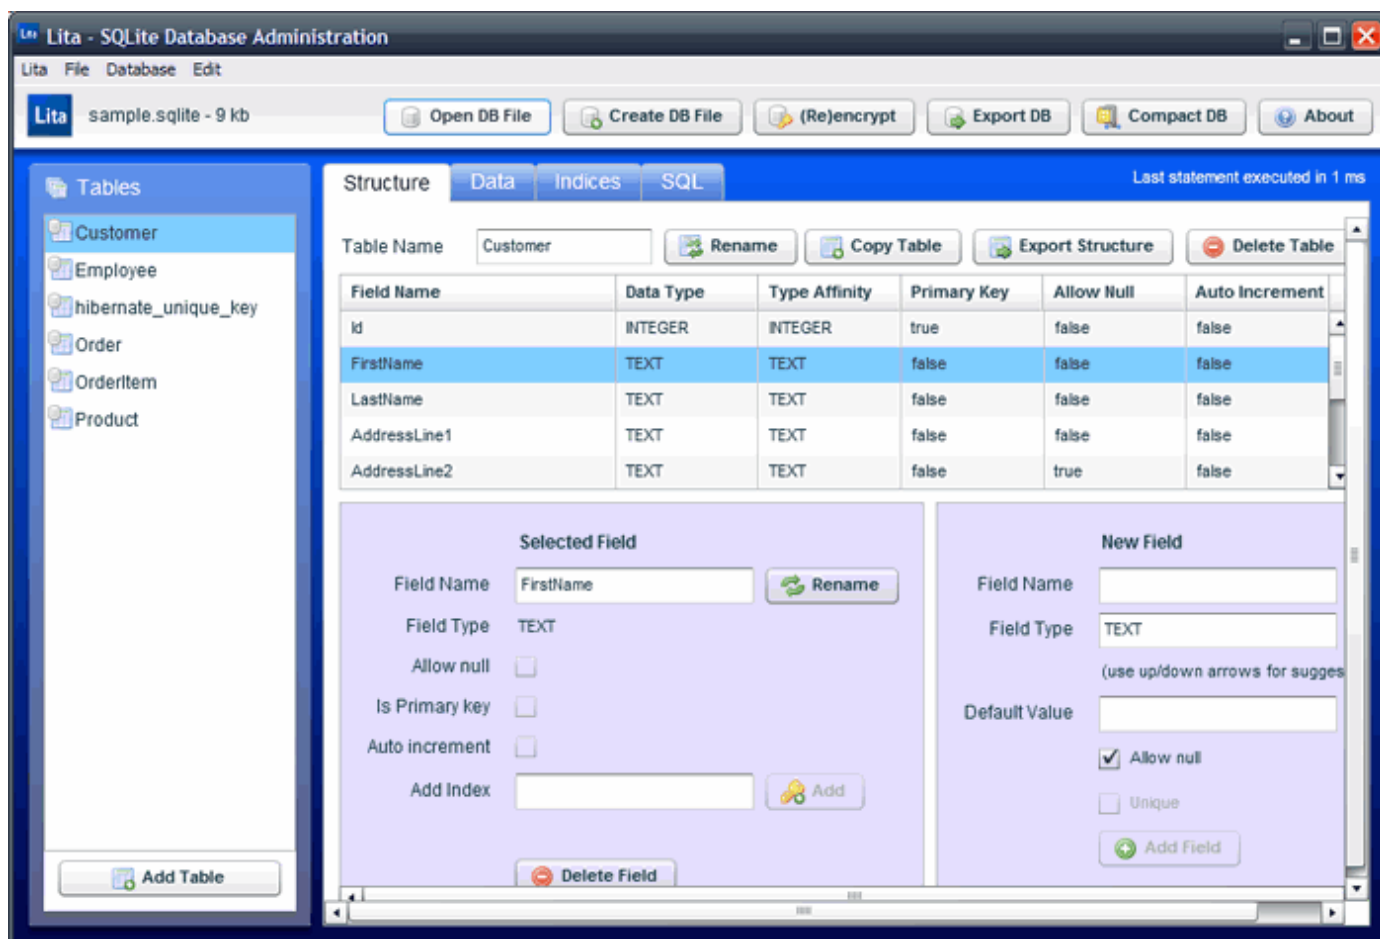 Lita - SQLite Database Administration
Lita File Database Edit
Lita sample.sqlite - 9 kb Open DB File Create DB File (Re)encrypt Export DB Compact DB About
Tables
Customer
Employee
hibernate_unique_key
Order
OrderItem
Product
Add Table
Structure Data Indices SQL Last statement executed in 1 ms
Table Name Customer Rename Copy Table Export Structure Delete Table
Field Name Data Type Type Affinity Primary Key Allow Null Auto Increment
Id INTEGER INTEGER true false false
FirstName TEXT TEXT false false false
LastName TEXT TEXT false false false
AddressLine1 TEXT TEXT false false false
AddressLine2 TEXT TEXT false true false
Selected Field
Field Name FirstName Rename
Field Type TEXT
Allow null
Is Primary key
Auto increment
Add Index Add
Delete Field
New Field
Field Name
Field Type TEXT
(use up/down arrows for sugges
Default Value
Allow null
Unique
Add Field